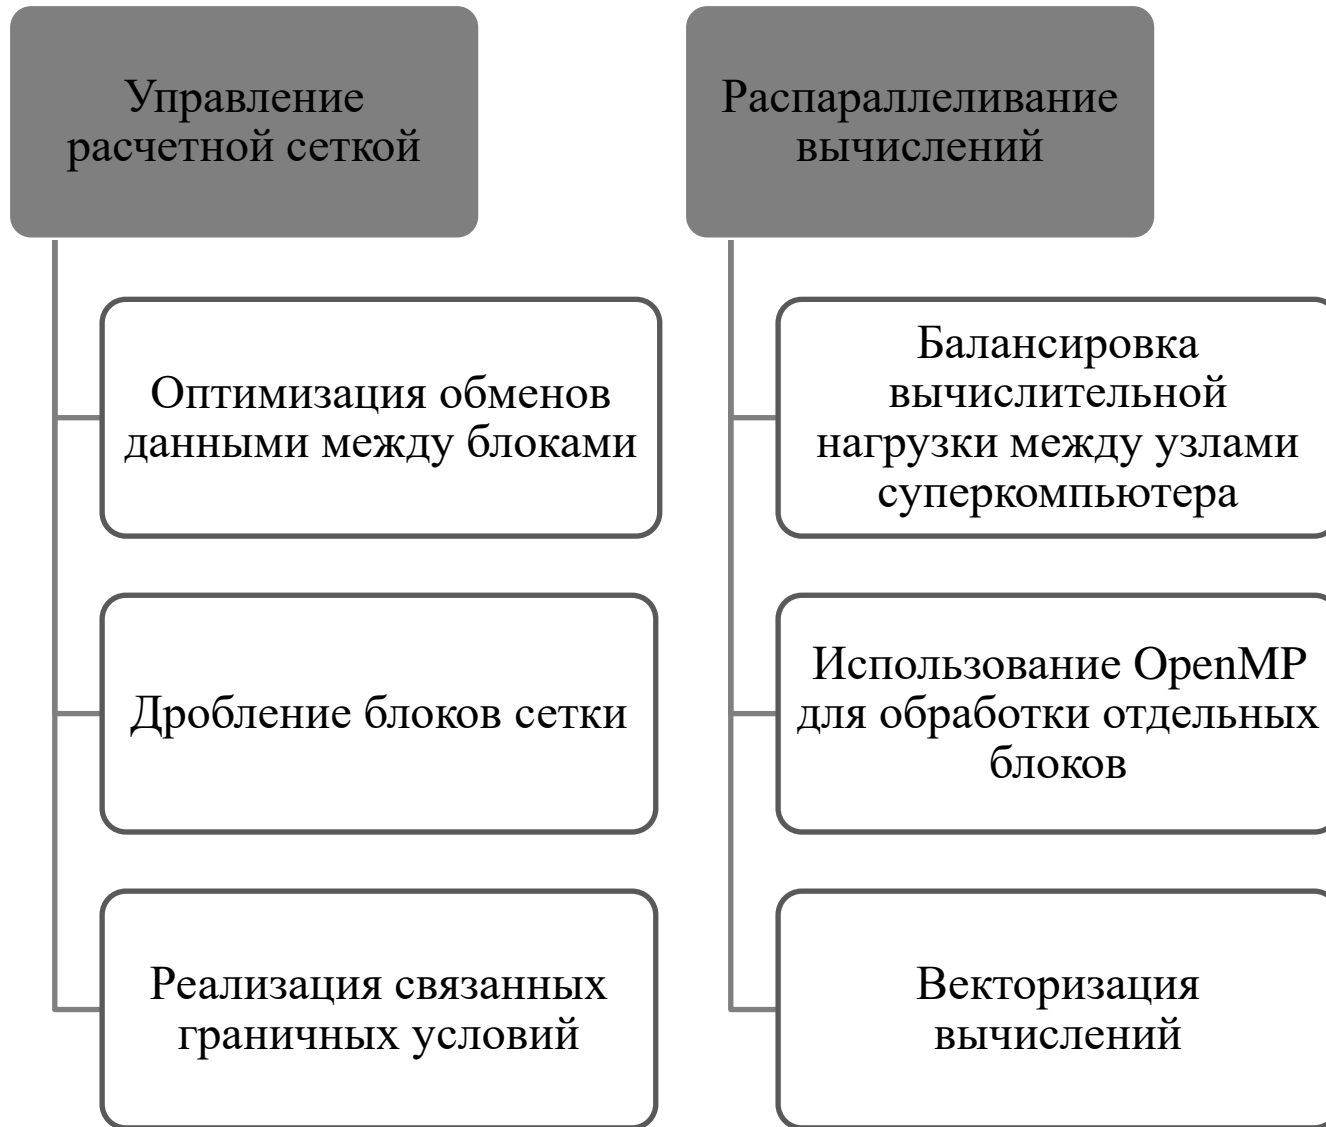 Управление
расчетной сеткой
Оптимизация обменов
данными между блоками
Дробление блоков сетки
Реализация связанных
граничных условий
Распараллеливание
вычислений
Балансировка
вычислительной
нагрузки между узлами
суперкомпьютера
Использование OpenMP
для обработки отдельных
блоков
Векторизация
вычислений